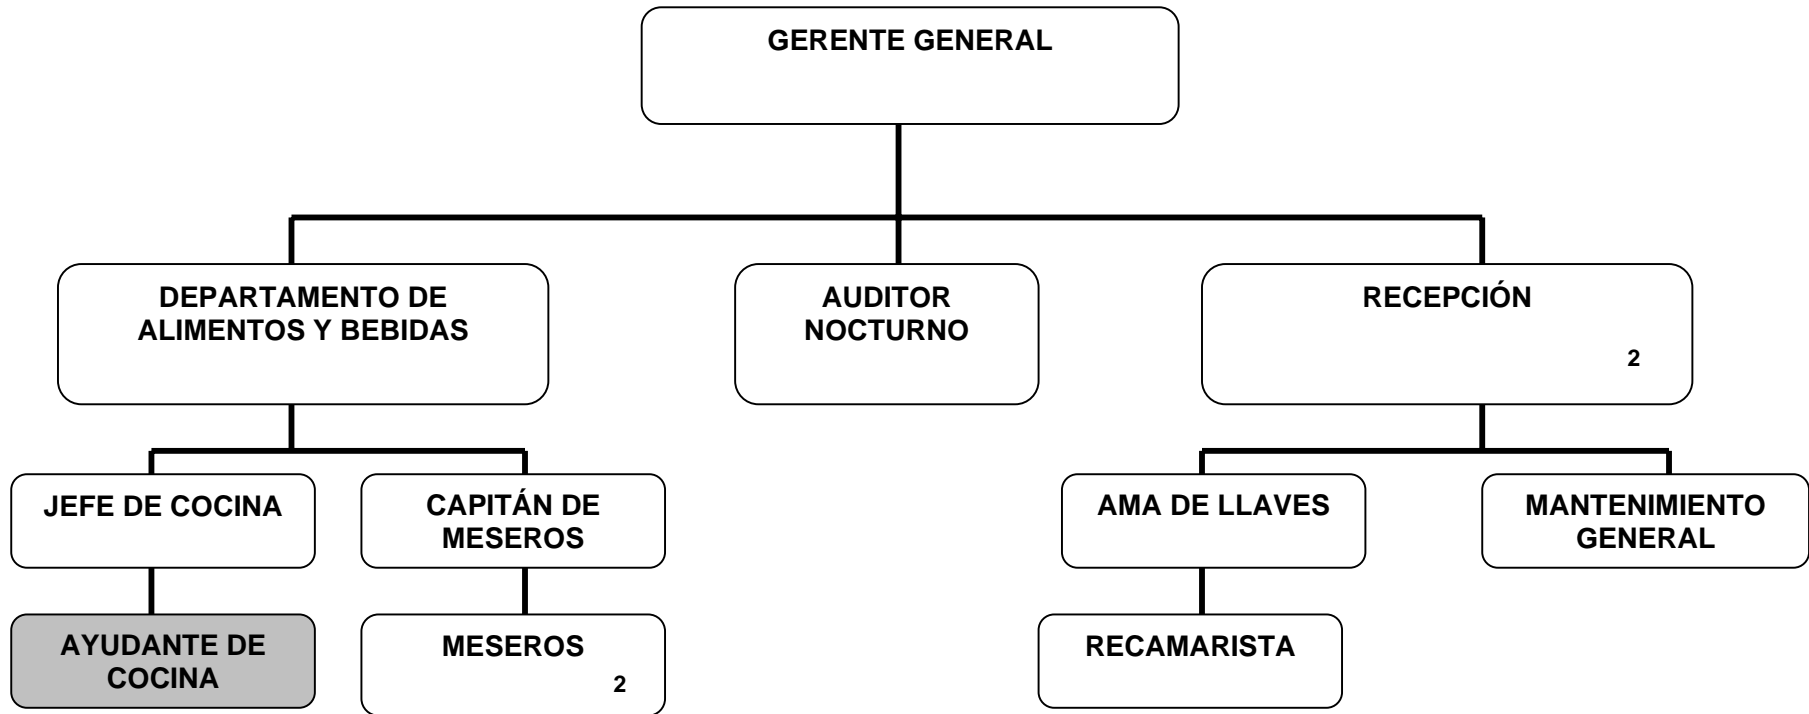 GERENTE GENERAL
DEPARTAMENTO DE
ALIMENTOS Y BEBIDAS
AUDITOR
NOCTURNO
RECEPCIÓN
2
JEFE DE COCINA
CAPITÁN DE
MESEROS
AMA DE LLAVES
MANTENIMIENTO
GENERAL
AYUDANTE DE
COCINA
MESEROS
2
RECAMARISTA